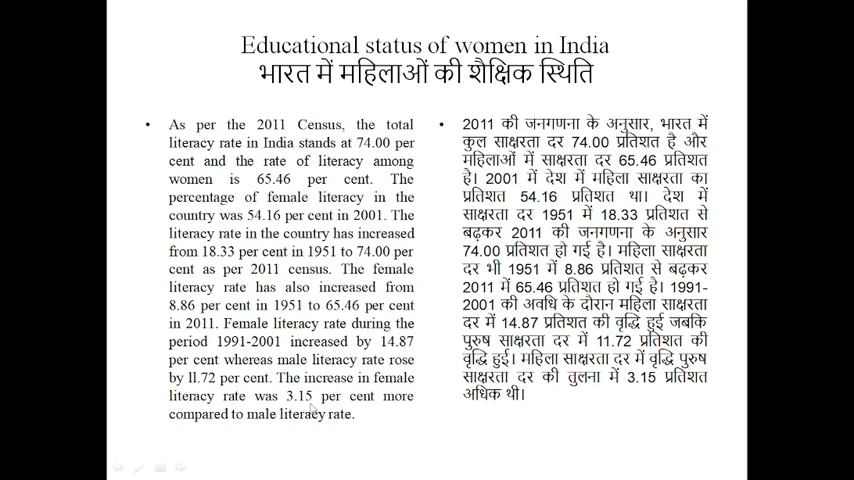 Educational status of women in India
भारत में महिलाओं की शैक्षिक स्थिति
• As per the 2011 Census, the total
literacy rate in India stands at 74.00 per
cent and the rate of literacy among
women is 65.46 per cent. The
percentage of female literacy in the
country was 54.16 per cent in 2001. The
literacy rate in the country has increased
from 18.33 per cent in 1951 to 74.00 per
cent as per 2011 census. The female
literacy rate has also increased from
8.86 per cent in 1951 to 65.46 per cent
in 2011. Female literacy rate during the
period 1991-2001 increased by 14.87
per cent whereas male literacy rate rose
by ll.72 per cent. The increase in female
literacy rate was 3.15 per cent more
compared to male literacy rate.
• 2011 की जनगणना के अनुसार, भारत में
कुल साक्षरता दर 74.00 प्रतिशत है और
महिलाओं में साक्षरता दर 65.46 प्रतिशत
है। 2001 में देश में महिला साक्षरता का
प्रतिशत 54.16 प्रतिशत था। देश में
साक्षरता दर 1951 में 18.33 प्रतिशत से
बढ़कर 2011 की जनगणना के अनुसार
74.00 प्रतिशत हो गई है। महिला साक्षरता
दर भी 1951 में 8.86 प्रतिशत से बढ़कर
2011 में 65.46 प्रतिशत हो गई है। 1991-
2001 की अवधि के दौरान महिला साक्षरता
दर में 14.87 प्रतिशत की वृद्धि हुई जबकि
पुरुष साक्षरता दर में 11.72 प्रतिशत की
वृद्धि हुई। महिला साक्षरता दर में वृद्धि पुरुष
साक्षरता दर की तुलना में 3.15 प्रतिशत
अधिक थी।